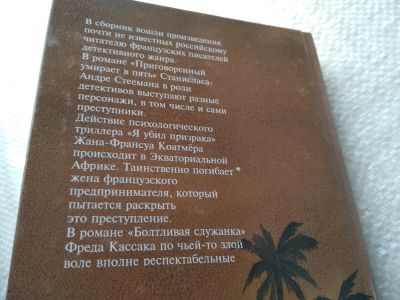 В сборник вошли произведения
почти не известных российскому
читателю французских писателей
детективного жанра.
В романе «Приговоренный
умирает в пять» Станисласа-
Андре Стеемана в роли
детективов выступают разные
персонажи, в том числе и сами
преступники.
Действие психологического
триллера «Я убил призрака»
Жана-Франсуа Коатмёра
происходит в Экваториальной
Африке. Таинственно погибает
жена французского
предпринимателя, который
пытается раскрыть
это преступление.
В романе «Болтливая служанка»
Фреда Кассака по чьей-то злой
воле вполне респектабельные